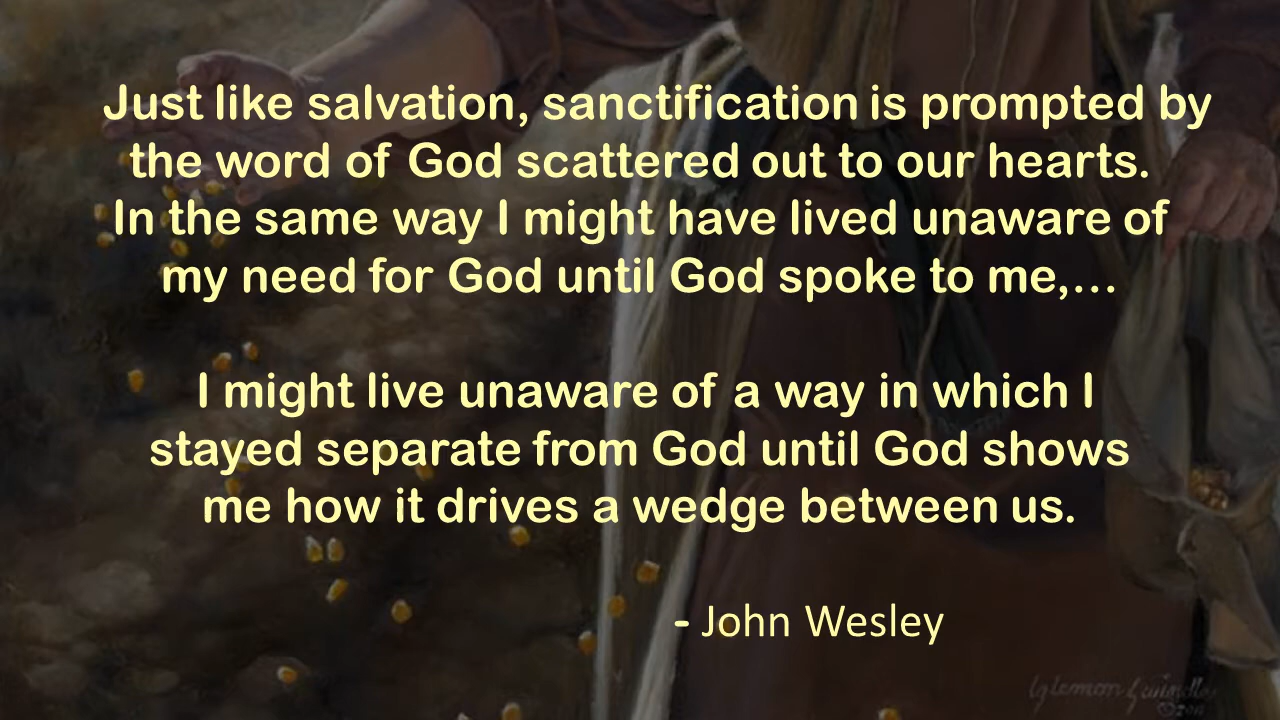 Just like salvation, sanctification is prompted by
the word of God scattered out to our hearts.
In the same way I might have lived unaware of
my need for God until God spoke to me,...
I might live unaware of a way in which I
stayed separate from God until God shows
me how it drives a wedge between us.
- John Wesley